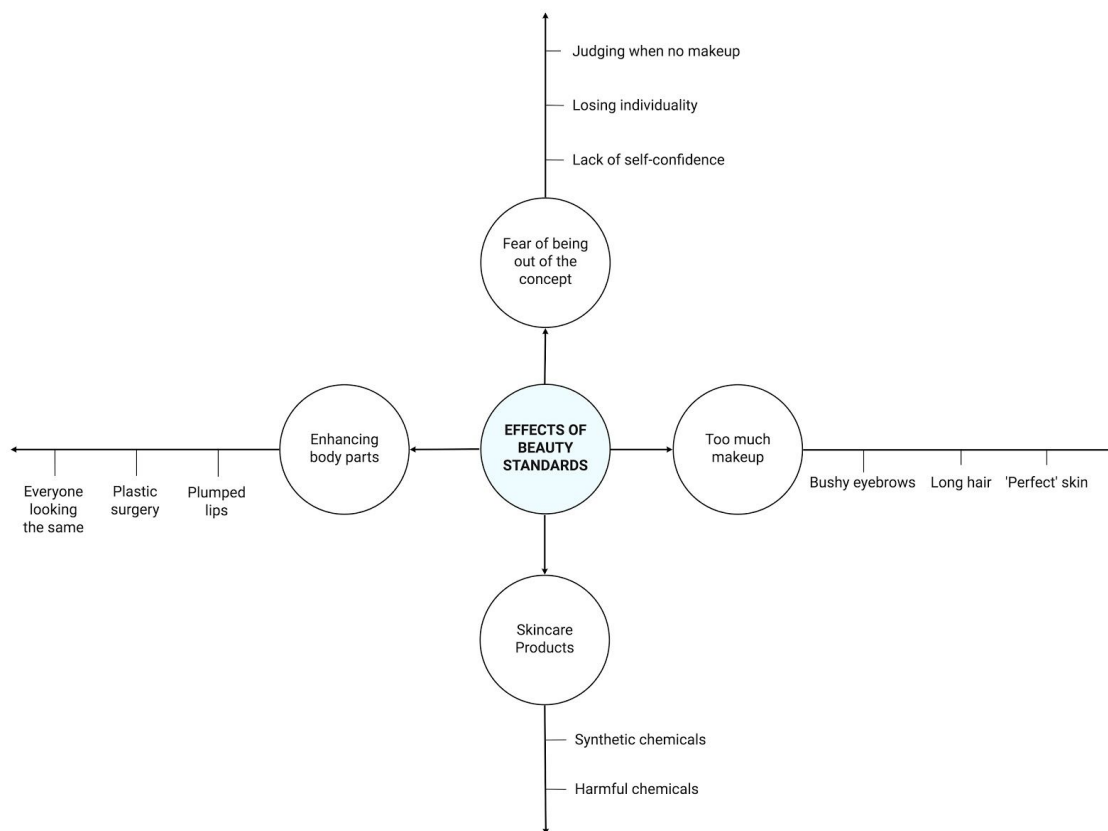 Judging when no makeup
Losing individuality
Lack of self-confidence
Fear of being
out of the
concept
Enhancing
body parts
EFFECTS OF
BEAUTY
STANDARDS
Too much
makeup
Everyone
looking
the same
Plastic
surgery
Plumped
lips
Bushy eyebrows
Long hair
'Perfect' skin
Skincare
Products
Synthetic chemicals
Harmful chemicals